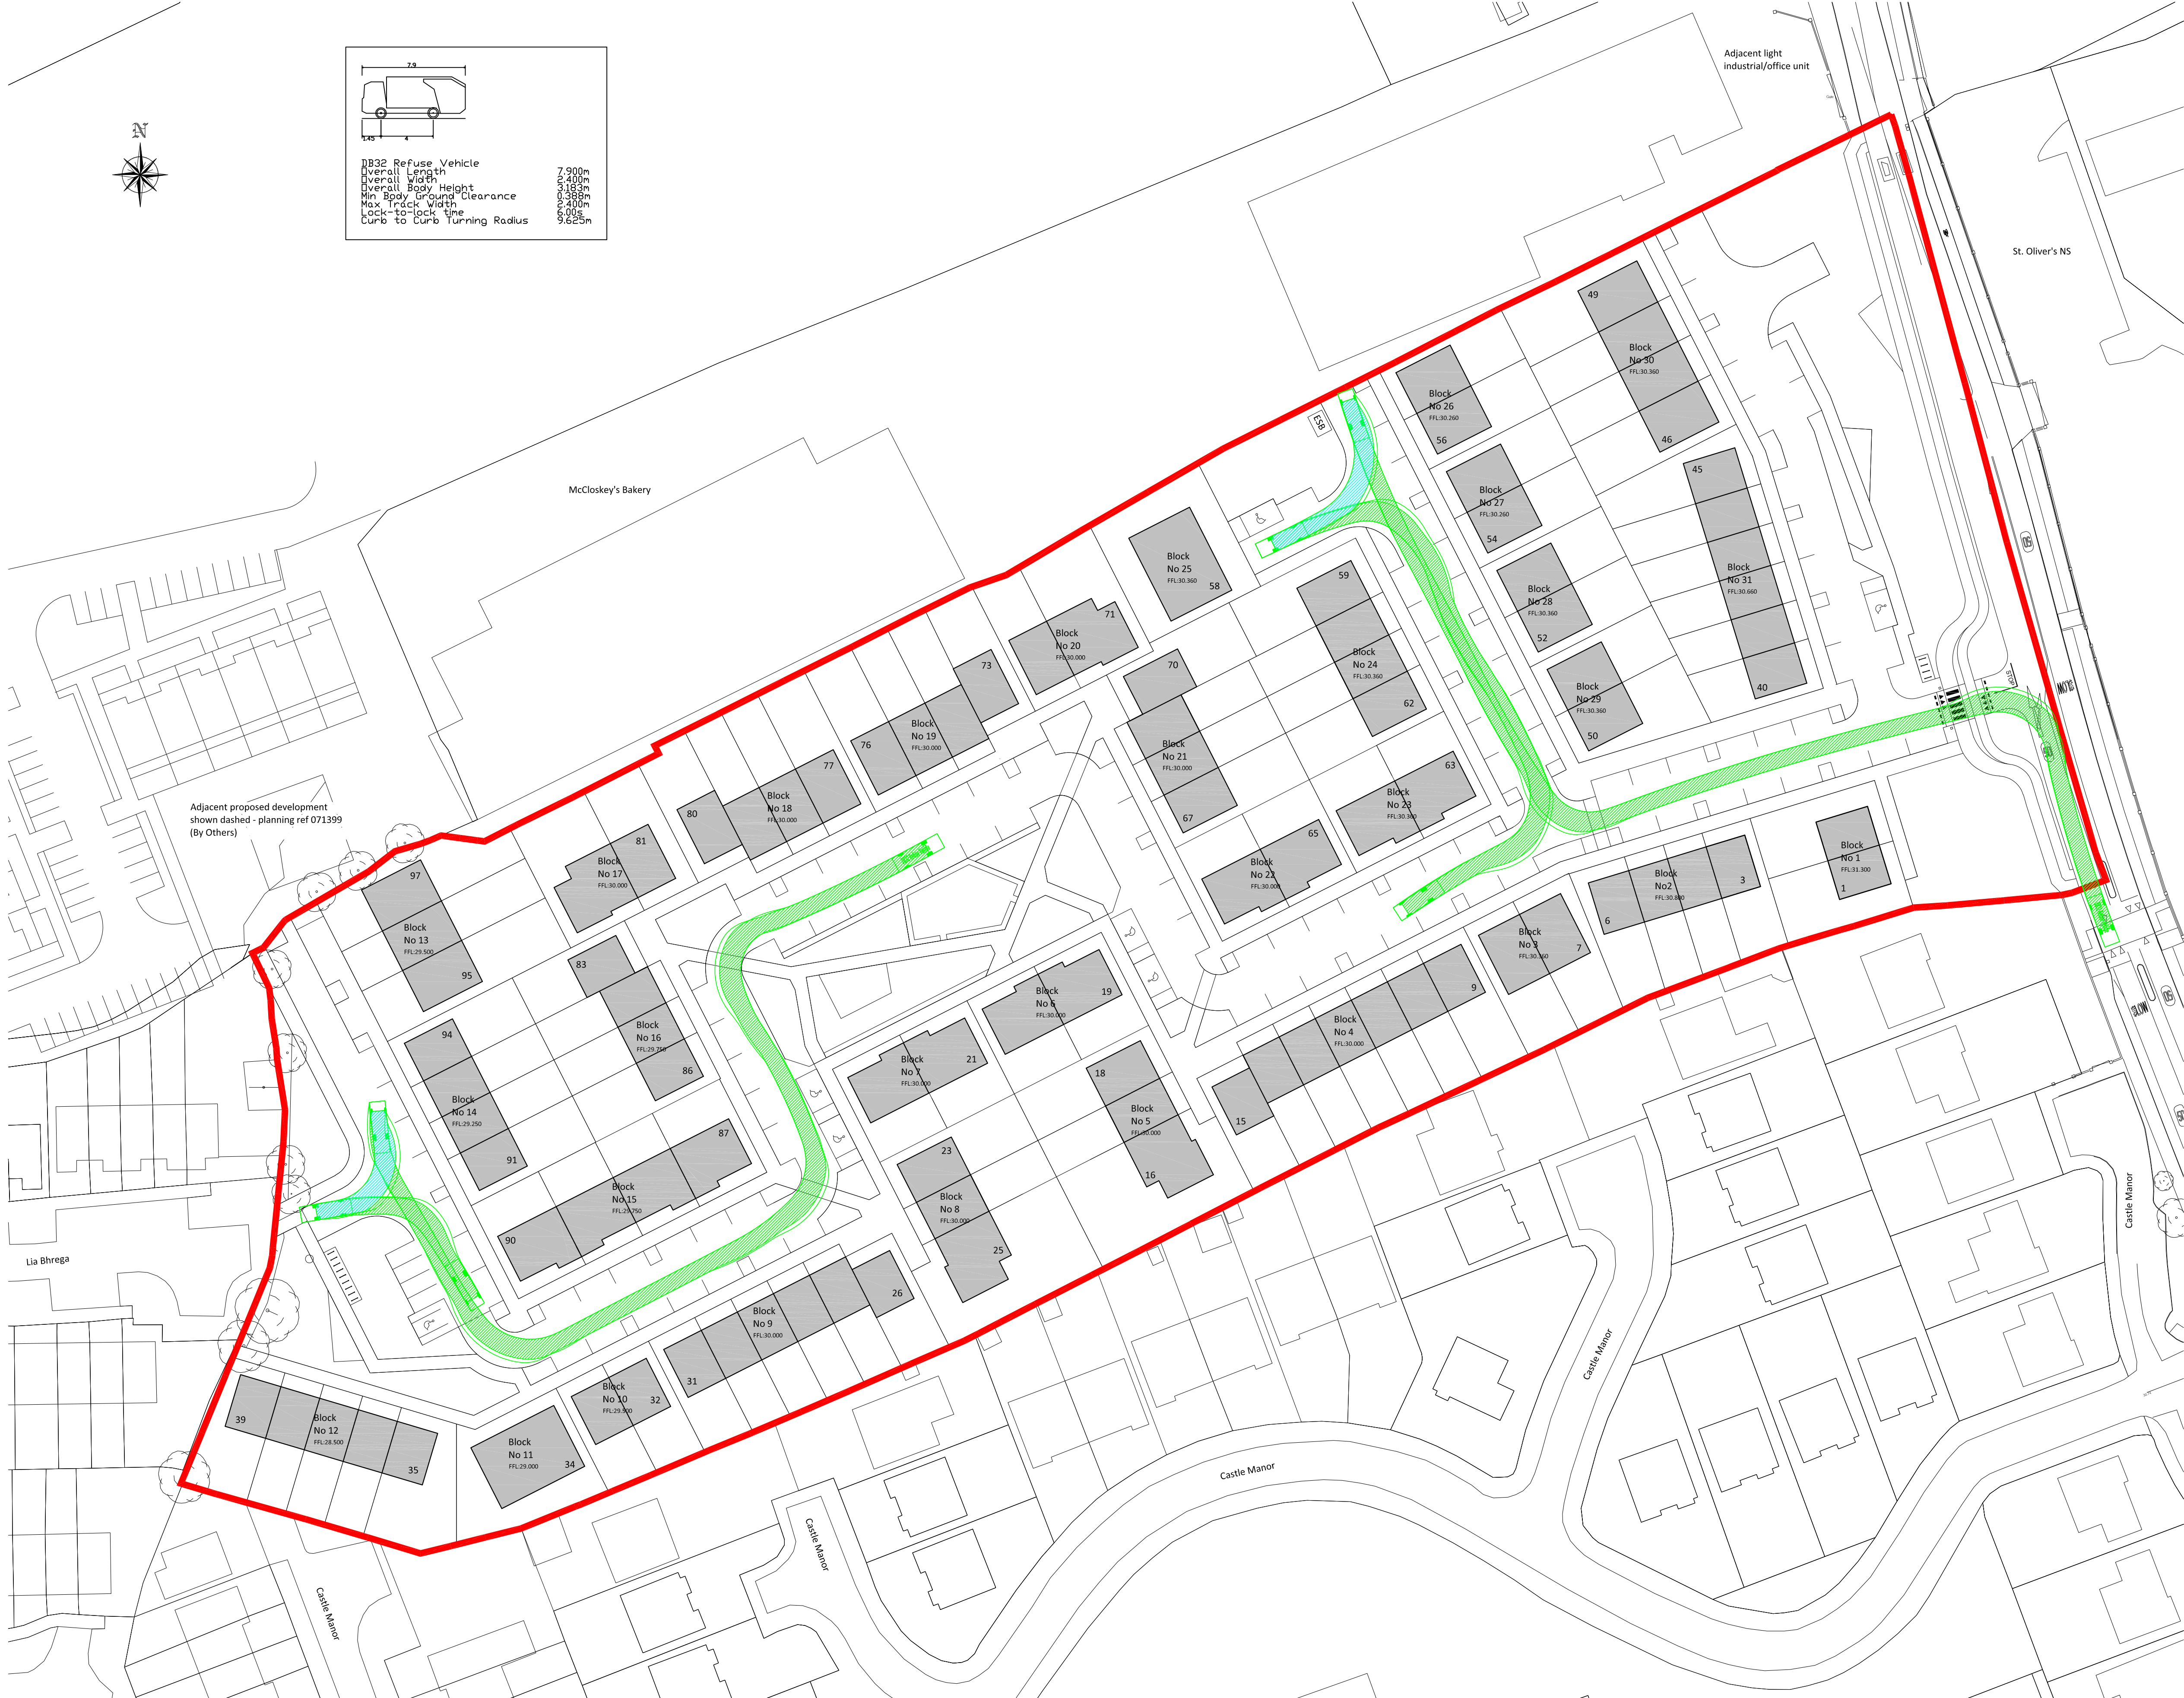 Adjacent light
industrial/office unit
N
7.9
1.45
4
DB32 Refuse Vehicle
Overall Length 7.900m
Overall Width 2.400m
Overall Body Height 3.183m
Min Body Ground Clearance 0.388m
Max Track Width 2.400m
Lock-to-lock time 6.00s
Curb to Curb Turning Radius 9.625m
St. Oliver's NS
49
Block
No 30
FFL:30.360
46
Block
No 26
FFL:30.260
56
ESB
45
Block
No 27
FFL:30.260
54
McCloskey's Bakery
50
Block
No 25
FFL:30.360
58
Block
No 31
FFL:30.660
40
59
Block
No 24
FFL:30.360
62
Block
No 28
FFL:30.360
52
71
Block
No 20
FFL:30.000
73
Block
No 19
FFL:30.000
76
70
Block
No 21
FFL:30.000
67
Block
No 29
FFL:30.360
50
STOP
SLOW
50
77
Block
No 18
FFL:30.000
80
63
Block
No 23
FFL:30.360
Adjacent proposed development
shown dashed - planning ref 071399
(By Others)
81
Block
No 17
FFL:30.000
65
Block
No 22
FFL:30.000
Block
No 1
FFL:31.300
1
Block
No2
3
6
97
Block
No 13
FFL:29.500
95
83
Block
No 16
FFL:29.750
86
Block
No 3
FFL:30.360
7
9
Block
No 4
FFL:30.000
15
19
Block
No 6
FFL:30.000
SLOW
50
94
Block
No 14
FFL:29.250
91
21
Block
No 7
FFL:30.000
18
Block
No 5
FFL:30.000
16
87
Block
No 15
FFL:29.750
90
23
Block
No 8
FFL:30.000
25
Castle Manor
Lia Bhrega
26
Block
No 9
FFL:30.000
31
Block
No 10
FFL:29.500
32
Castle Manor
39
Block
No 12
FFL:28.500
35
Block
No 11
FFL:29.000
34
Castle Manor
Castle Manor
Castle Manor